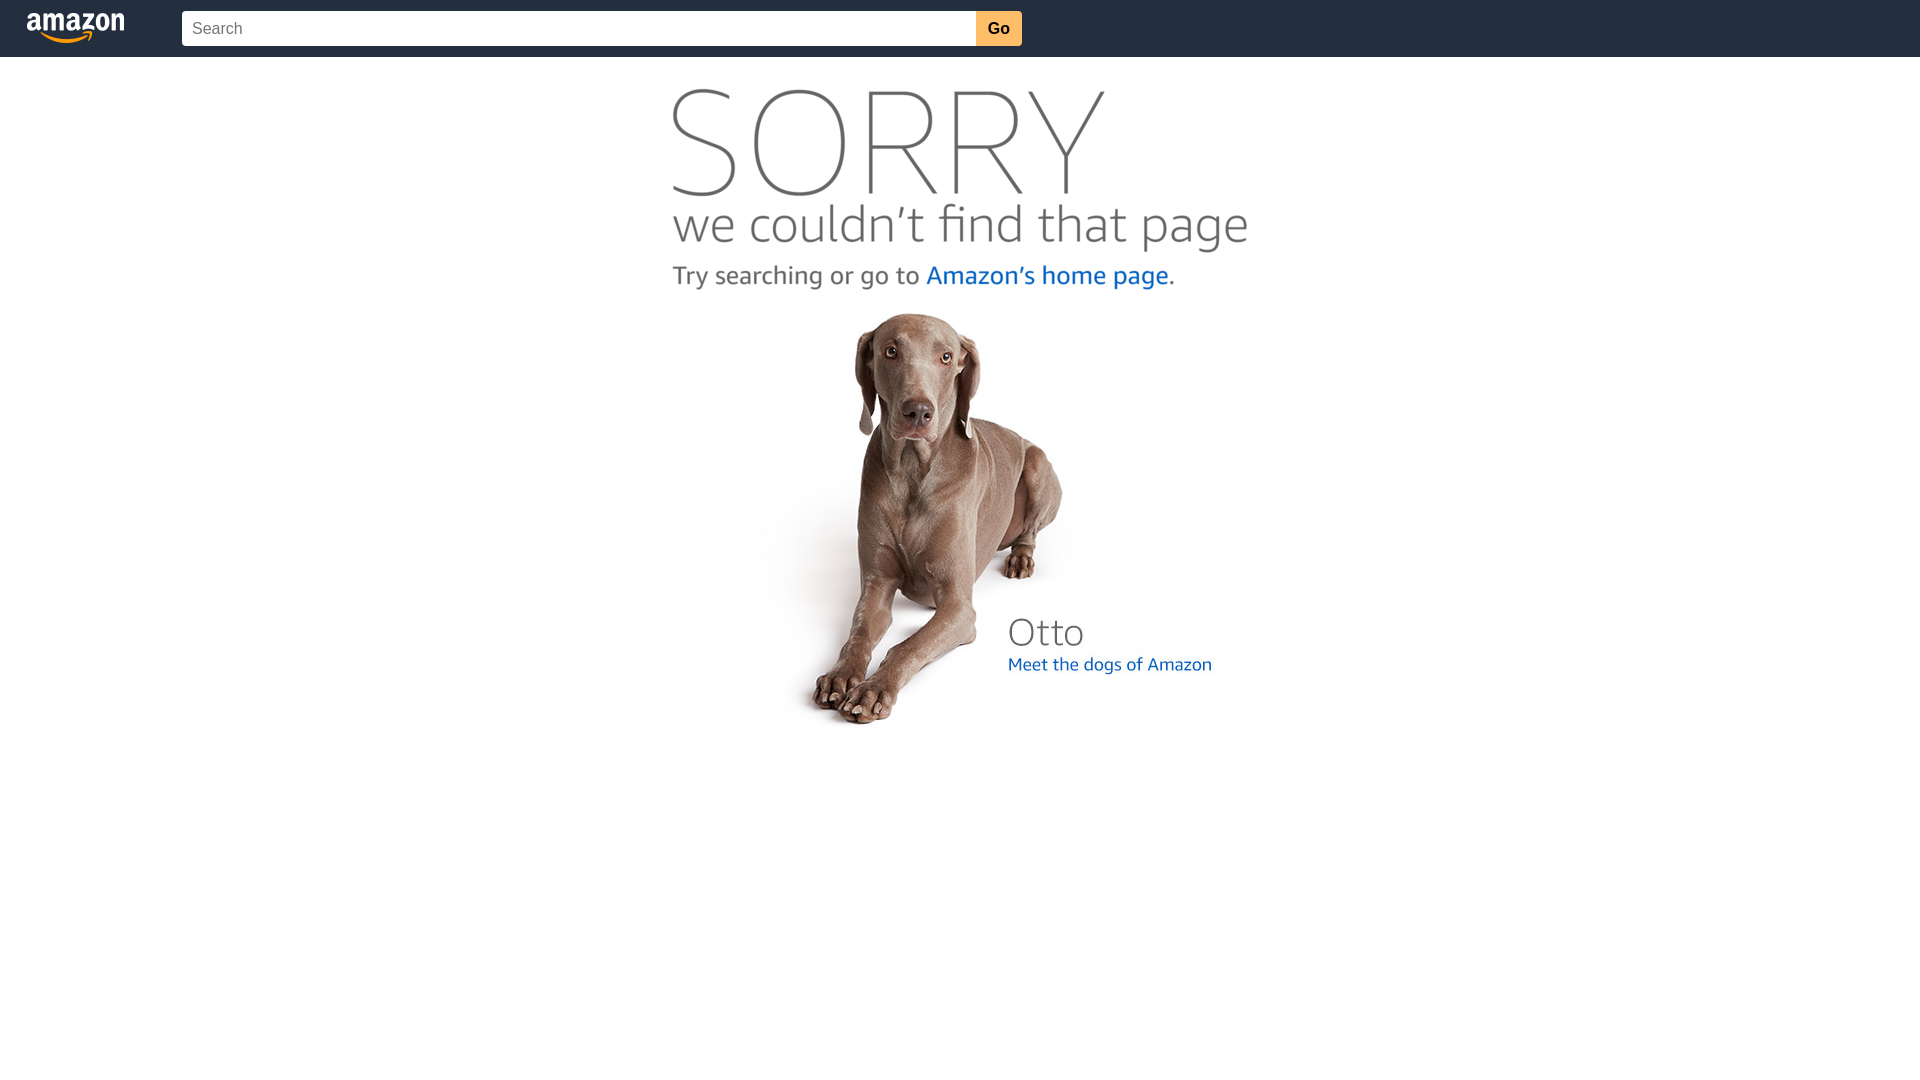 amazon
Search
Go
SORRY
we couldn't find that page
Try searching or go to Amazon's home page.
Otto
Meet the dogs of Amazon